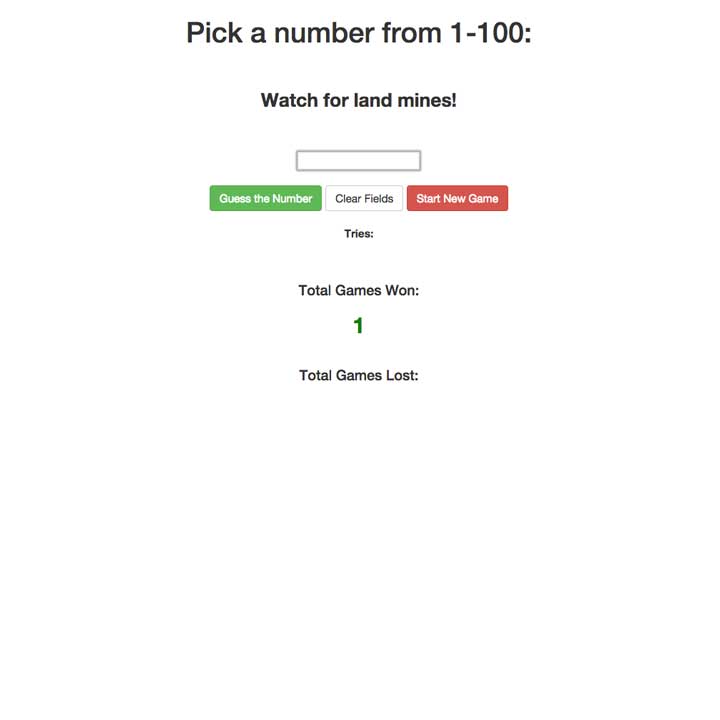 Pick a number from 1-100:
Watch for land mines!
Guess the Number Clear Fields Start New Game
Tries:
Total Games Won:
1
Total Games Lost: